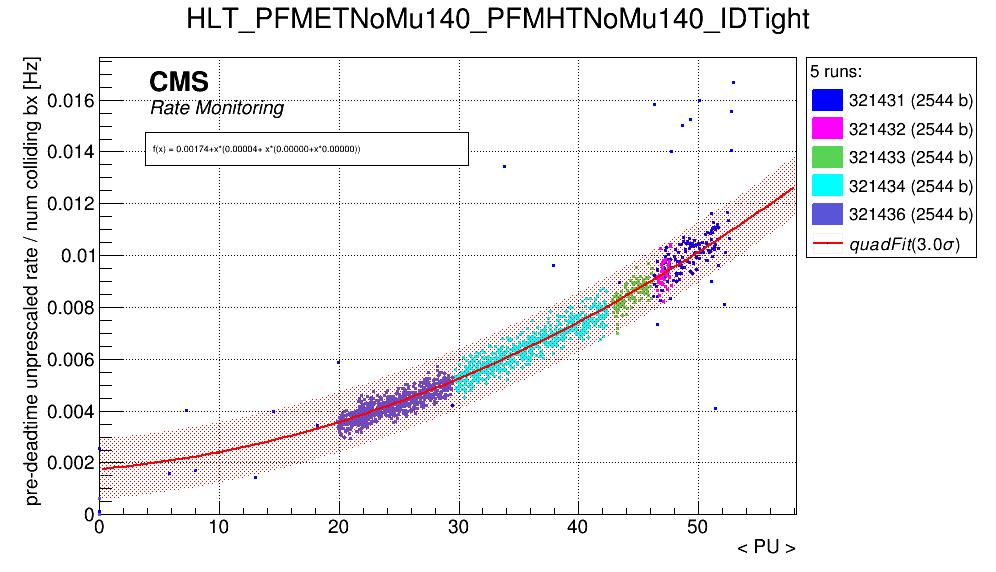 HLT_PFMETNoMu140_PFMHTNoMu140_IDTight
pre-deadtime unprescaled rate / num colliding bx [Hz]
CMS
Rate Monitoring
f(x) = 0.00174+x*(0.00004+ x*(0.00000+x*0.00000))
0.016
0.014
0.012
0.01
0.008
0.006
0.004
0.002
0
0 10 20 30 40 50
< PU >
5 runs:
321431 (2544 b)
321432 (2544 b)
321433 (2544 b)
321434 (2544 b)
321436 (2544 b)
quadFit(3.0σ)